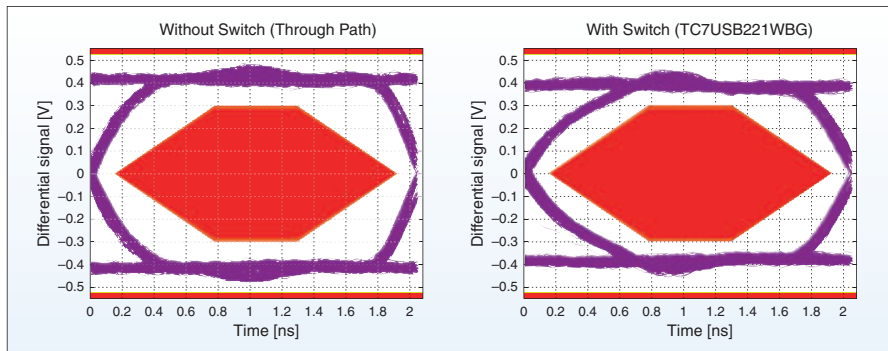 Without Switch (Through Path)
Differential signal [V]
0.5
0.4
0.3
0.2
0.1
0
−0.1
−0.2
−0.3
−0.4
−0.5
0 0.2 0.4 0.6 0.8 1 1.2 1.4 1.6 1.8 2
Time [ns]
With Switch (TC7USB221WBG)
Differential signal [V]
0.5
0.4
0.3
0.2
0.1
0
−0.1
−0.2
−0.3
−0.4
−0.5
0 0.2 0.4 0.6 0.8 1 1.2 1.4 1.6 1.8 2
Time [ns]